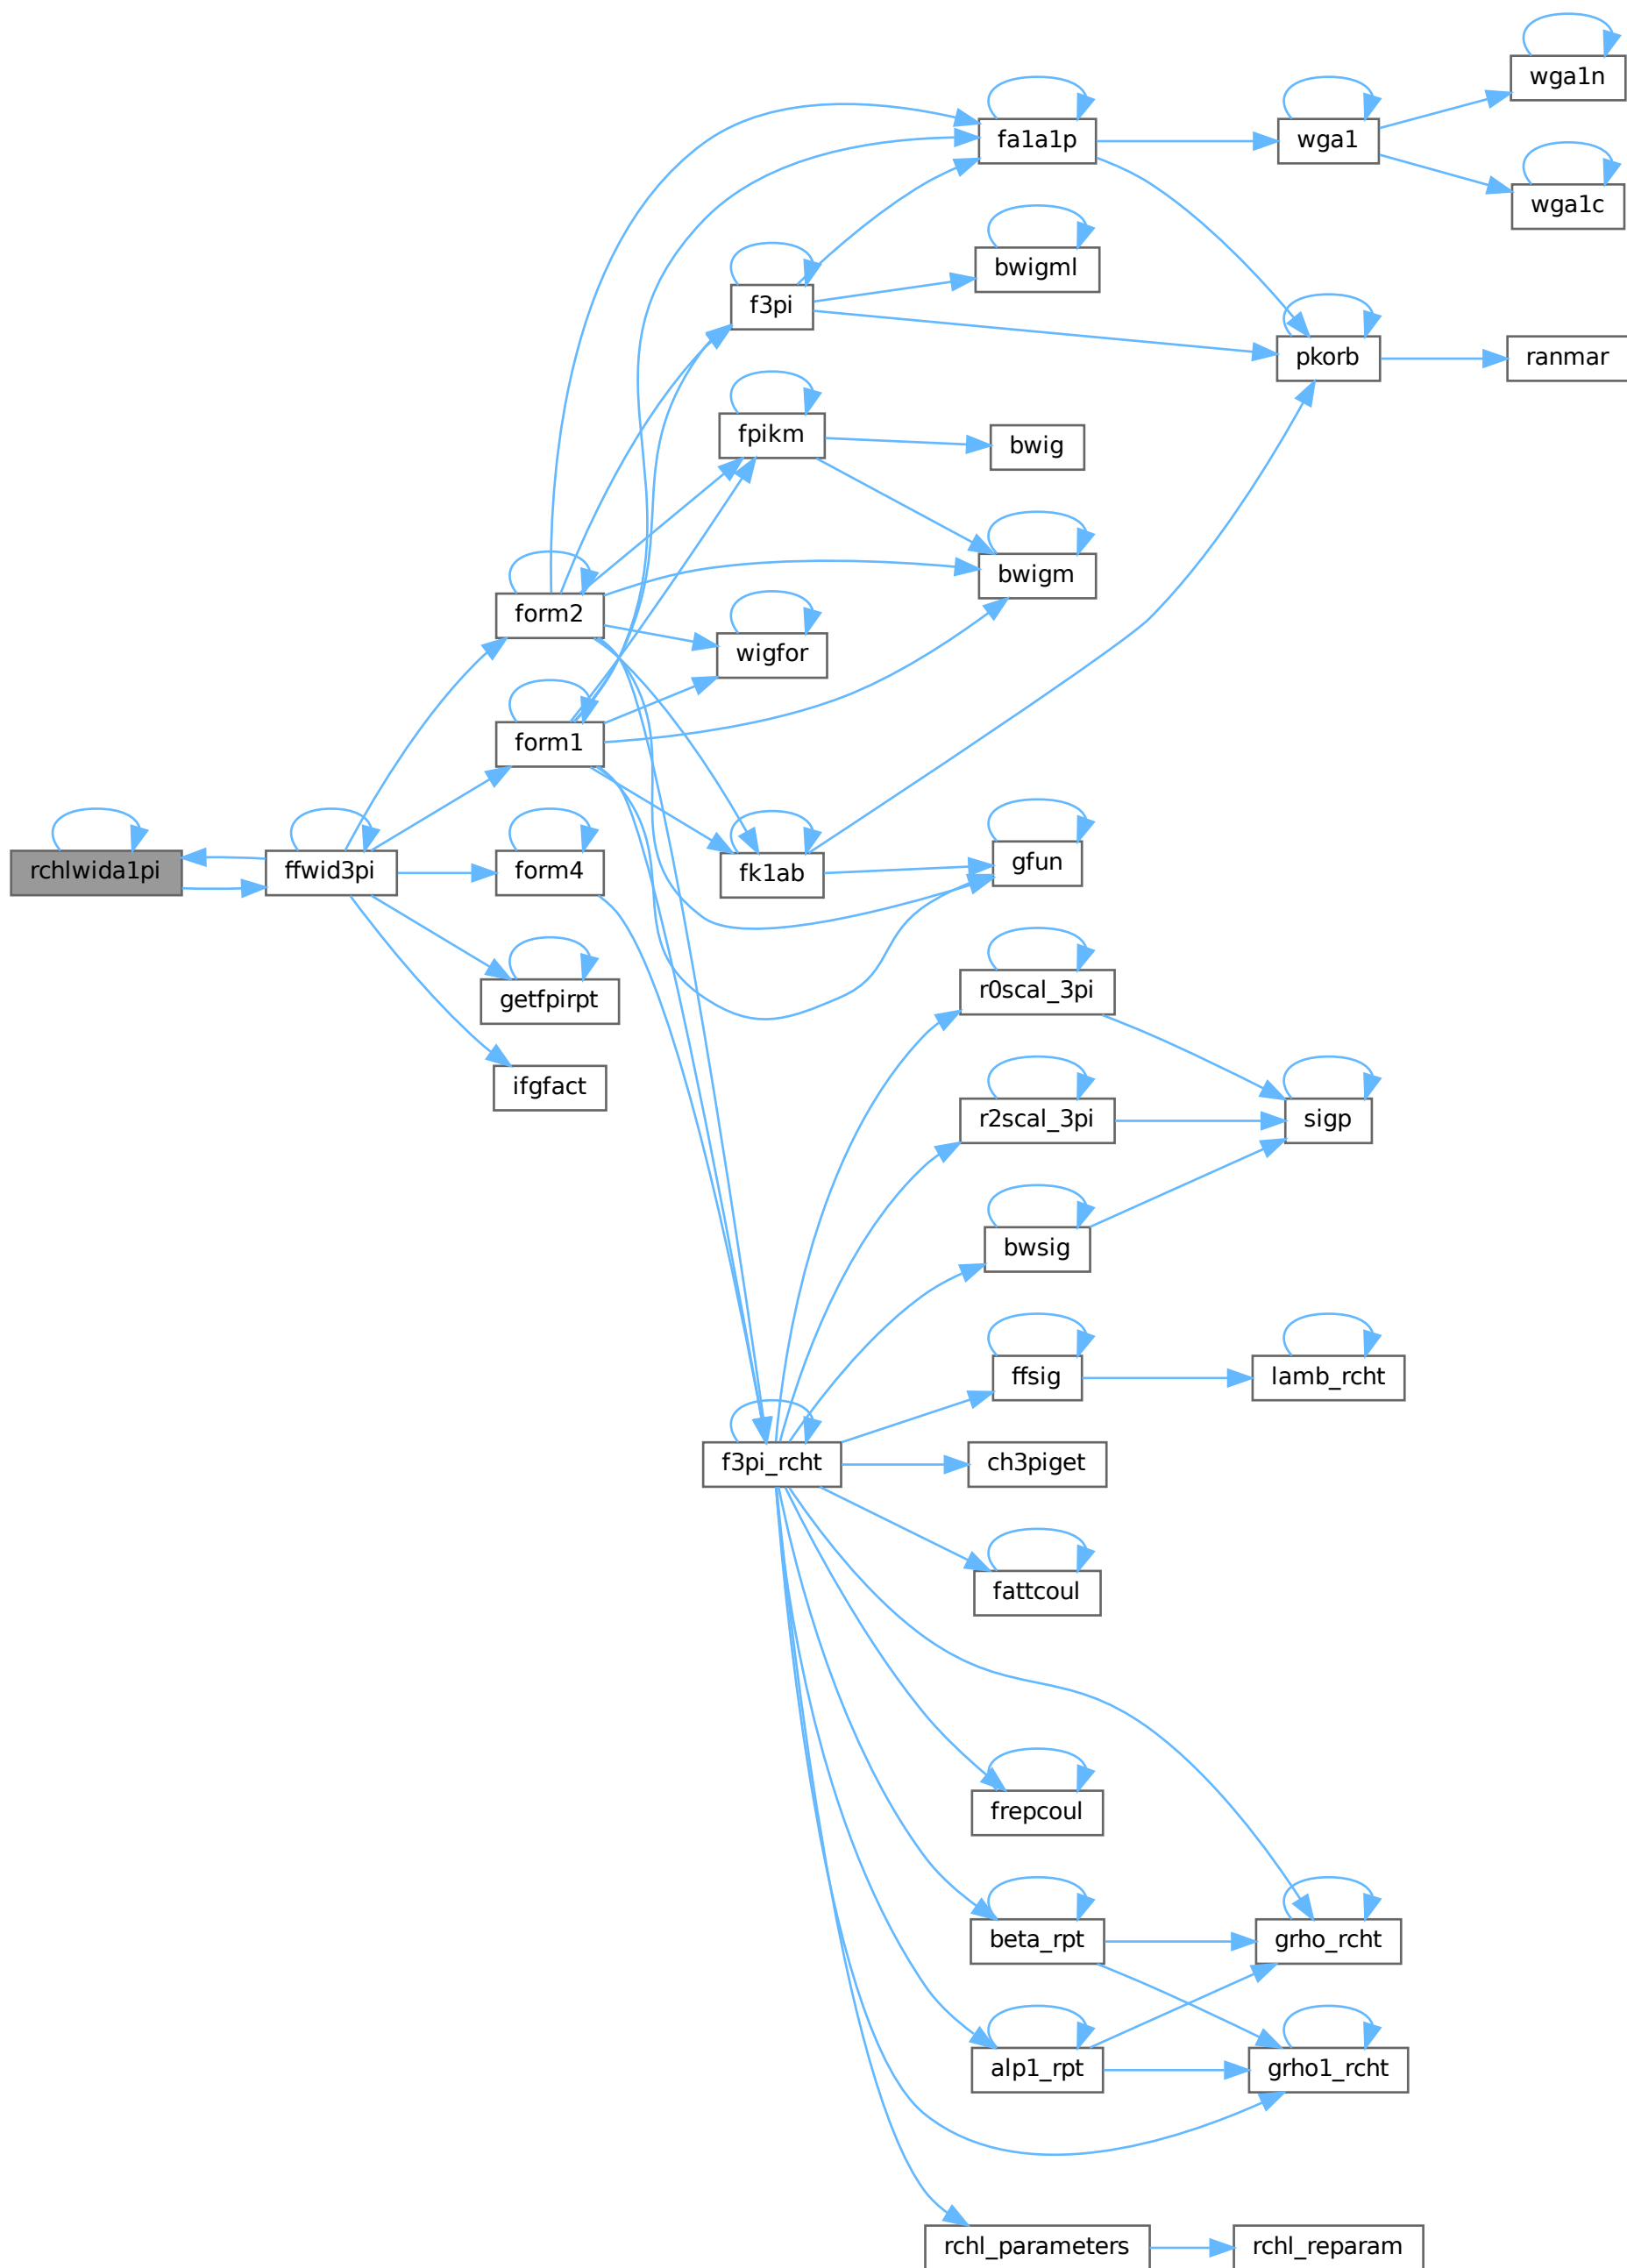 wga1n
fa1a1p
wga1
wga1c
bwigml
f3pi
pkorb
ranmar
fpikm
bwig
bwigm
form2
wigfor
form1
rchlwida1pi
ffwid3pi
form4
fk1ab
gfun
getfpirpt
r0scal_3pi
ifgfact
r2scal_3pi
sigp
bwsig
ffsig
lamb_rcht
f3pi_rcht
ch3piget
fattcoul
frepcoul
beta_rpt
grho_rcht
alp1_rpt
grho1_rcht
rchl_parameters
rchl_reparam